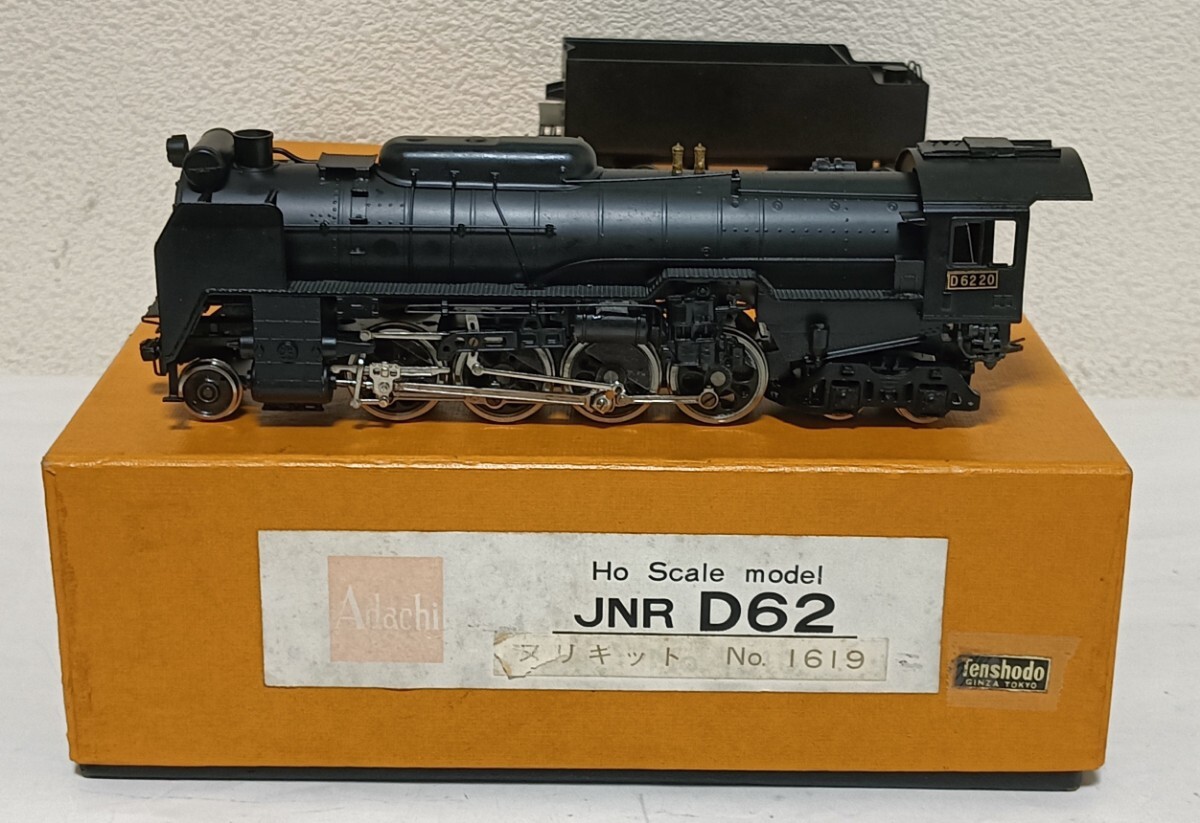 D6220
Adachi
Ho Scale model
JNR D62
ヌリキット No. 1619
Tenshodo
GINZA TOKYO